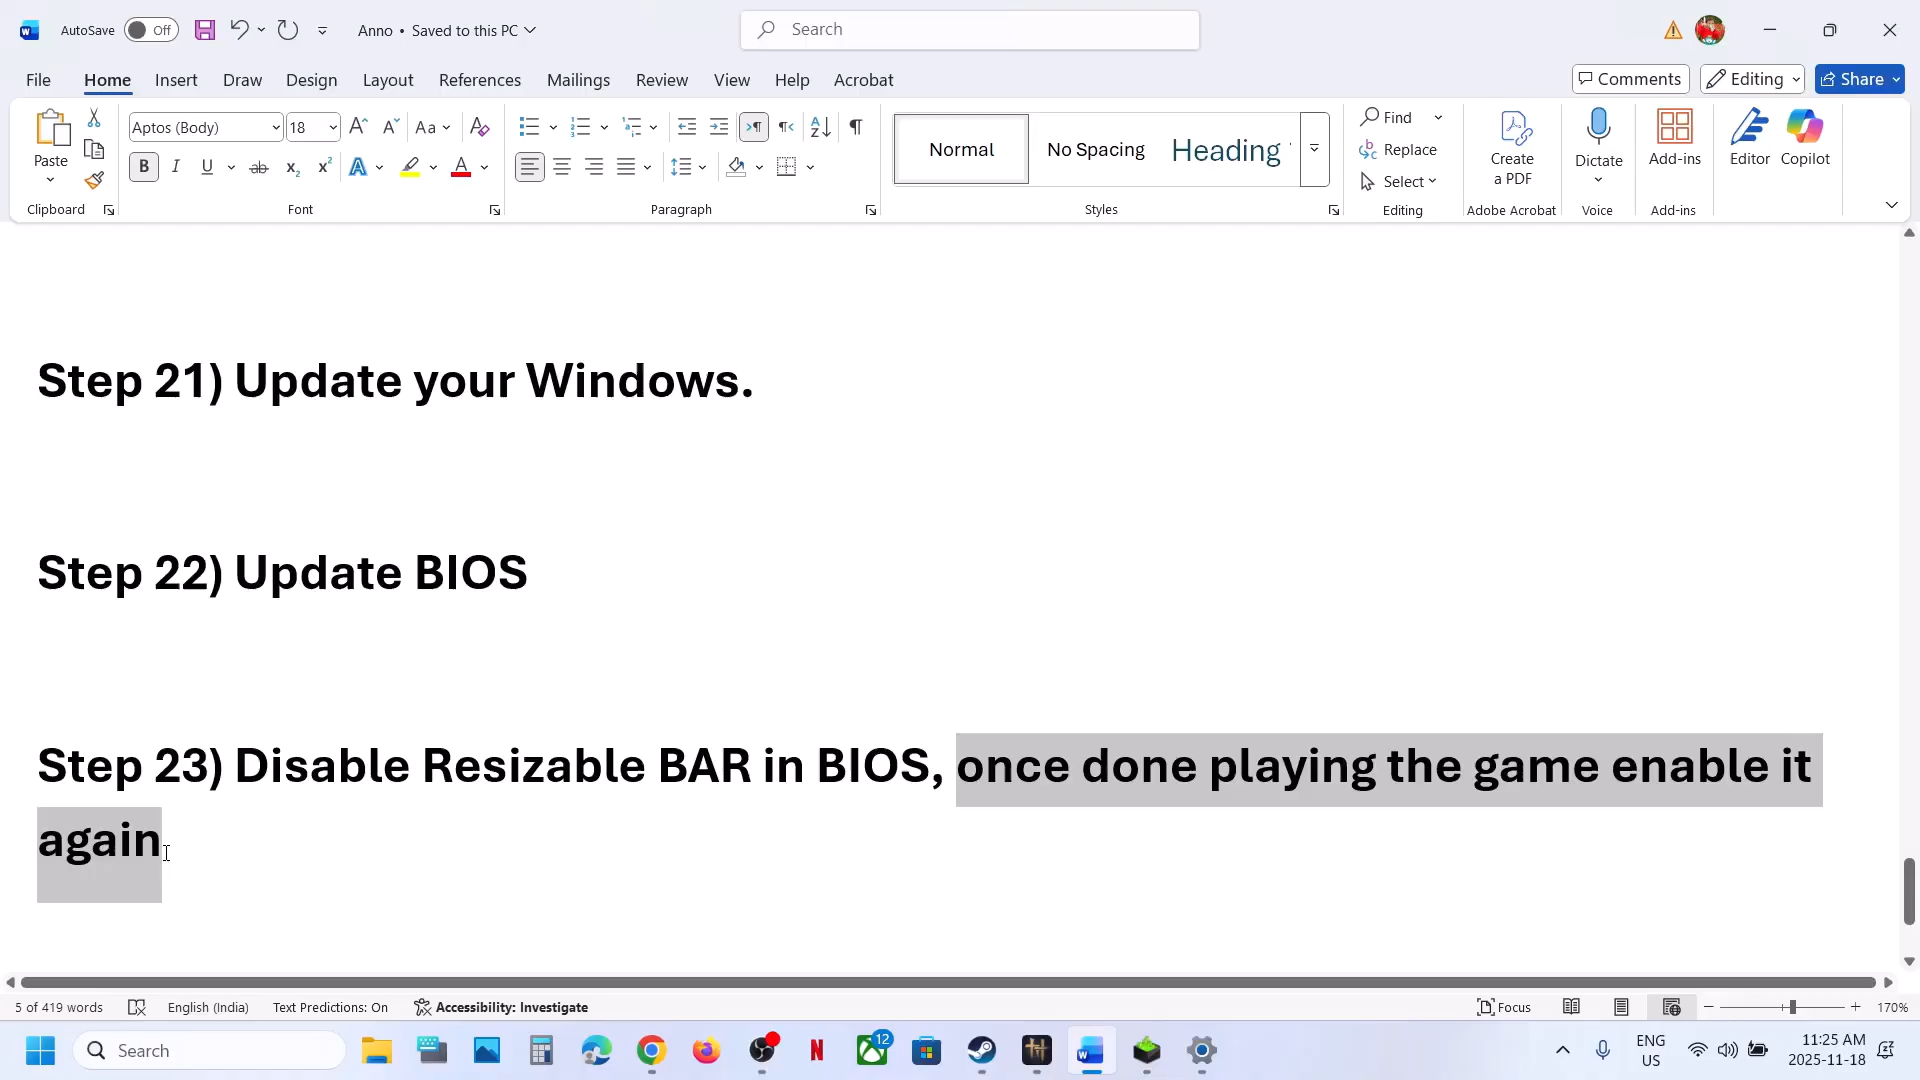 AutoSave Off Anno • Saved to this PC Search
File Home Insert Draw Design Layout References Mailings Review View Help Acrobat Comments Editing Share
Aptos (Body) 18 Aa
Paste B I U ab x₂ x² A A
Normal No Spacing Heading
Find
Replace
Select
Create
a PDF
Dictate Add-ins Editor Copilot
Clipboard Font Paragraph Styles Editing Adobe Acrobat Voice Add-ins
Step 21) Update your Windows.
Step 22) Update BIOS
Step 23) Disable Resizable BAR in BIOS, once done playing the game enable it
again
5 of 419 words English (India) Text Predictions: On Accessibility: Investigate Focus 170%
Search 12 ENG
US
11:25 AM
2025-11-18